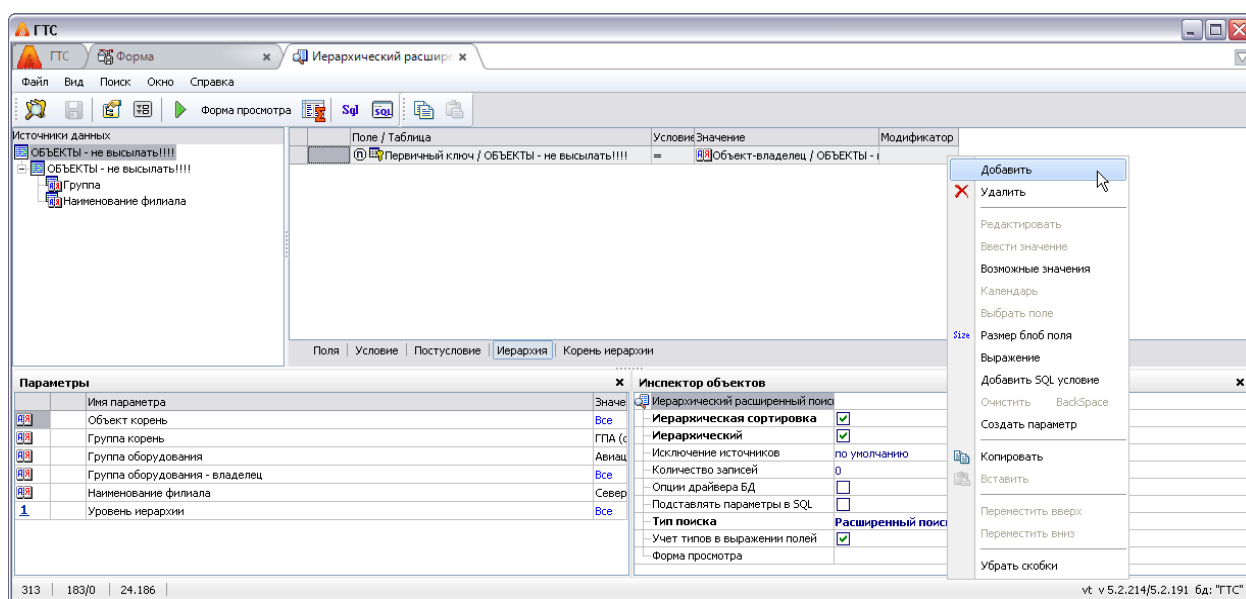 ГТС
ГТС Форма Иерархический расшире
Файл Вид Поиск Окно Справка
Форма просмотра Sql SQL
Источники данных
ОБЪЕКТЫ - не высылать!!!!
ОБЪЕКТЫ - не высылать!!!!
Группа
Наименование филиала
Поле / Таблица Условие Значение Модификатор
Первичный ключ / ОБЪЕКТЫ - не высылать!!!! = Объект-владелец / ОБЪЕКТЫ -
Добавить
Удалить
Редактировать
Ввести значение
Возможные значения
Календарь
Выбрать поле
Size Размер блоб поля
Выражение
Добавить SQL условие
Очистить BackSpace
Создать параметр
Копировать
Вставить
Переместить вверх
Переместить вниз
Убрать скобки
Поля Условие Постусловие Иерархия Корень иерархии
Параметры
Имя параметра Значе
Объект корень Все
Группа корень ГПА (с
Группа оборудования Авиац
Группа оборудования - владелец Все
Наименование филиала Север
1 Уровень иерархии Все
Инспектор объектов
Иерархический расширенный поис
Иерархическая сортировка
Иерархический
Исключение источников по умолчанию
Количество записей 0
Опции драйвера БД
Подставлять параметры в SQL
Тип поиска Расширенный поис
Учет типов в выражении полей
Форма просмотра
313 183/0 24.186 vt v 5.2.214/5.2.191 бд: "ГТС"